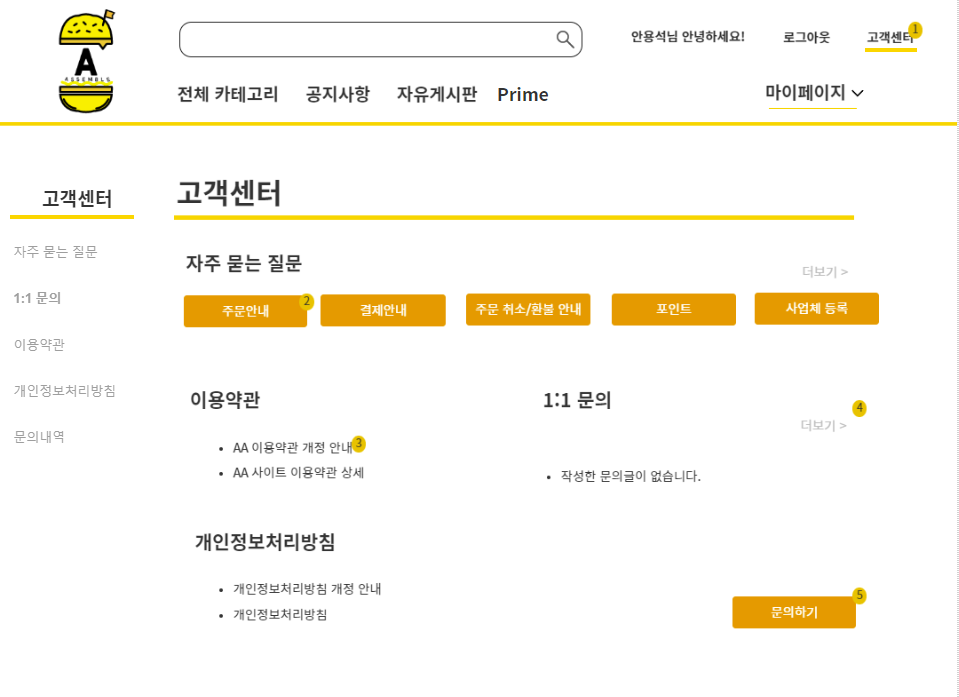 A
ASSEMBLE
안용석님 안녕하세요!
로그아웃
고객센터
1
전체 카테고리
공지사항
자유게시판
Prime
마이페이지
고객센터
자주 묻는 질문
1:1 문의
이용약관
개인정보처리방침
문의내역
고객센터
자주 묻는 질문
더보기 >
주문안내
2
결제안내
주문 취소/환불 안내
포인트
사업체 등록
이용약관
• AA 이용약관 개정 안내
3
• AA 사이트 이용약관 상세
1:1 문의
4
더보기 >
• 작성한 문의글이 없습니다.
개인정보처리방침
• 개인정보처리방침 개정 안내
• 개인정보처리방침
문의하기
5